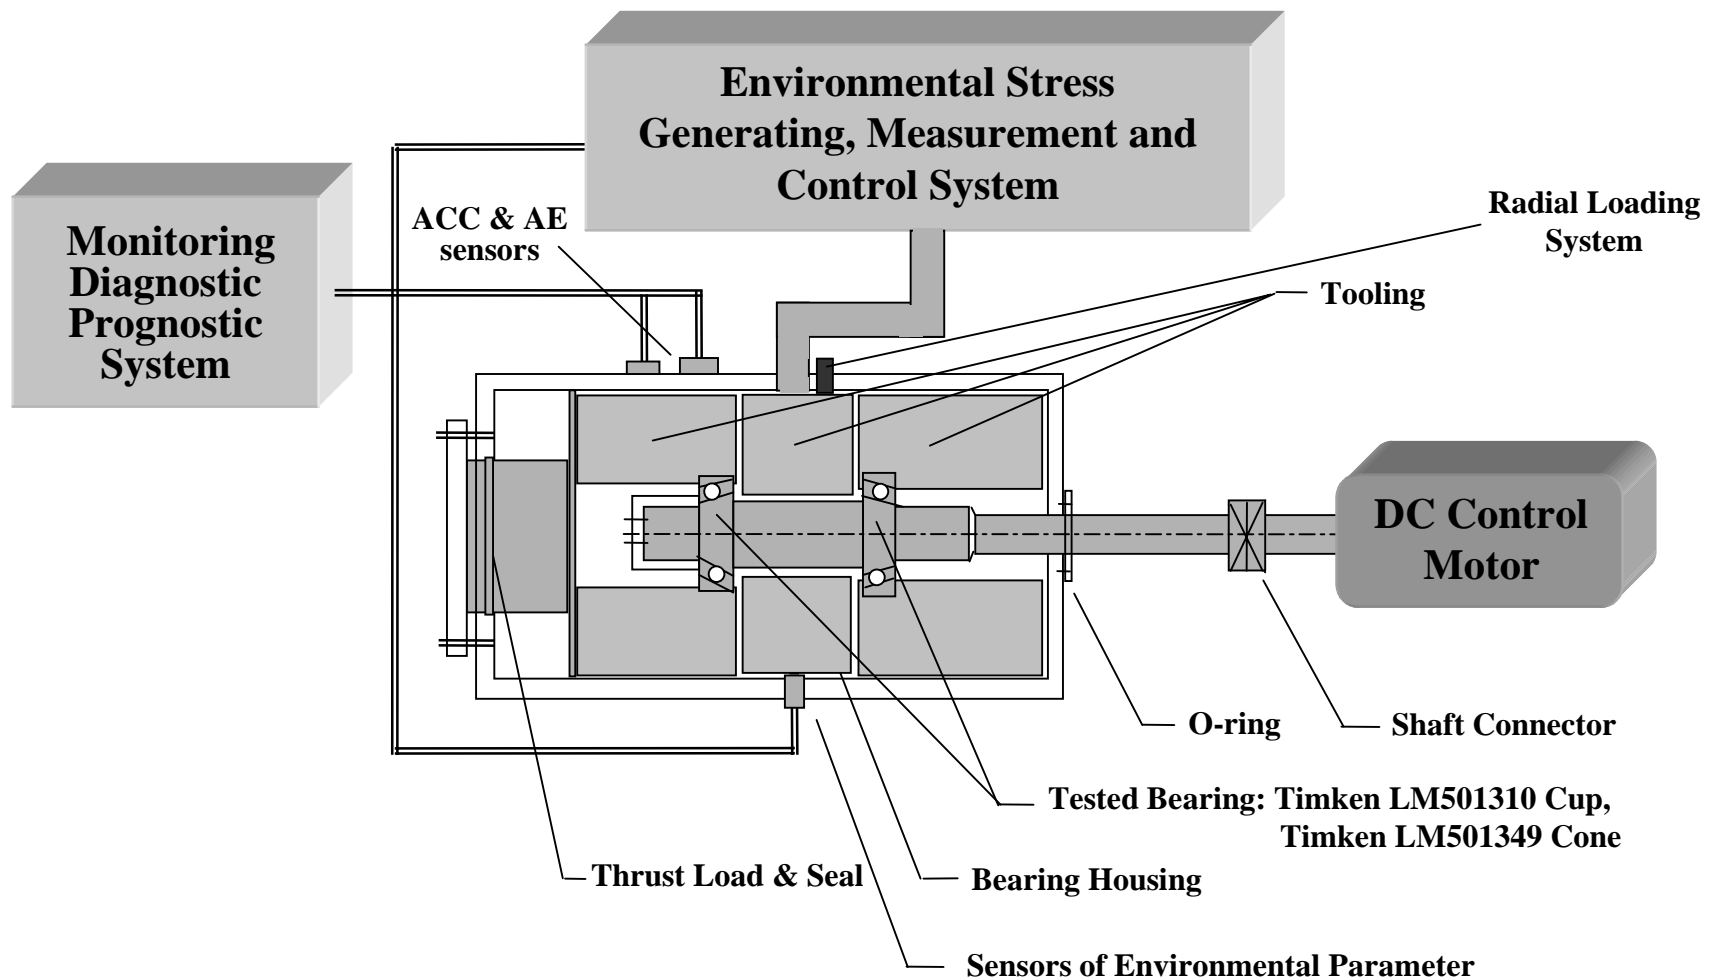 Environmental Stress
Generating, Measurement and
Control System
Monitoring
Diagnostic
Prognostic
System
ACC & AE
sensors
Radial Loading
System
Tooling
DC Control
Motor
O-ring
Shaft Connector
Tested Bearing: Timken LM501310 Cup,
Timken LM501349 Cone
Thrust Load & Seal
Bearing Housing
Sensors of Environmental Parameter